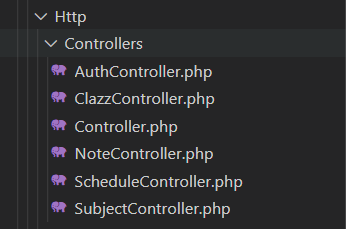 Http
Controllers
AuthController.php
ClazzController.php
Controller.php
NoteController.php
ScheduleController.php
SubjectController.php